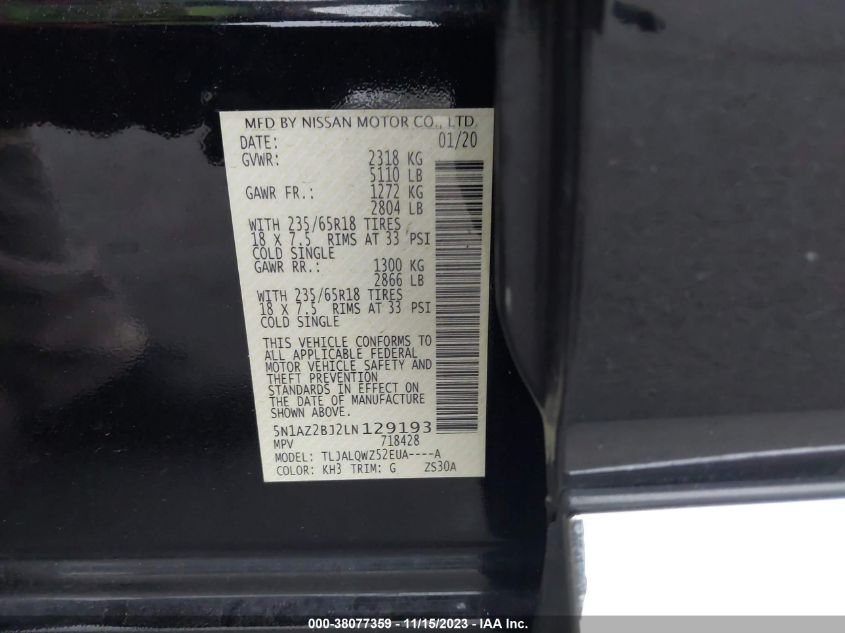 MFD BY NISSAN MOTOR CO., LTD.
DATE: 01/20
GVWR: 2318 KG
5110 LB
GAWR FR.: 1272 KG
2804 LB
WITH 235/65R18 TIRES
18 X 7.5 RIMS AT 33 PSI
COLD SINGLE
GAWR RR.: 1300 KG
2866 LB
WITH 235/65R18 TIRES
18 X 7.5 RIMS AT 33 PSI
COLD SINGLE
THIS VEHICLE CONFORMS TO
ALL APPLICABLE FEDERAL
MOTOR VEHICLE SAFETY AND
THEFT PREVENTION
STANDARDS IN EFFECT ON
THE DATE OF MANUFACTURE
SHOWN ABOVE.
5N1AZ2BJ2LN129193
MPV 718428
MODEL: TLJALQWZ52EUA----A
COLOR: KH3 TRIM: G ZS30A
000-38077359 - 11/15/2023 - IAA Inc.